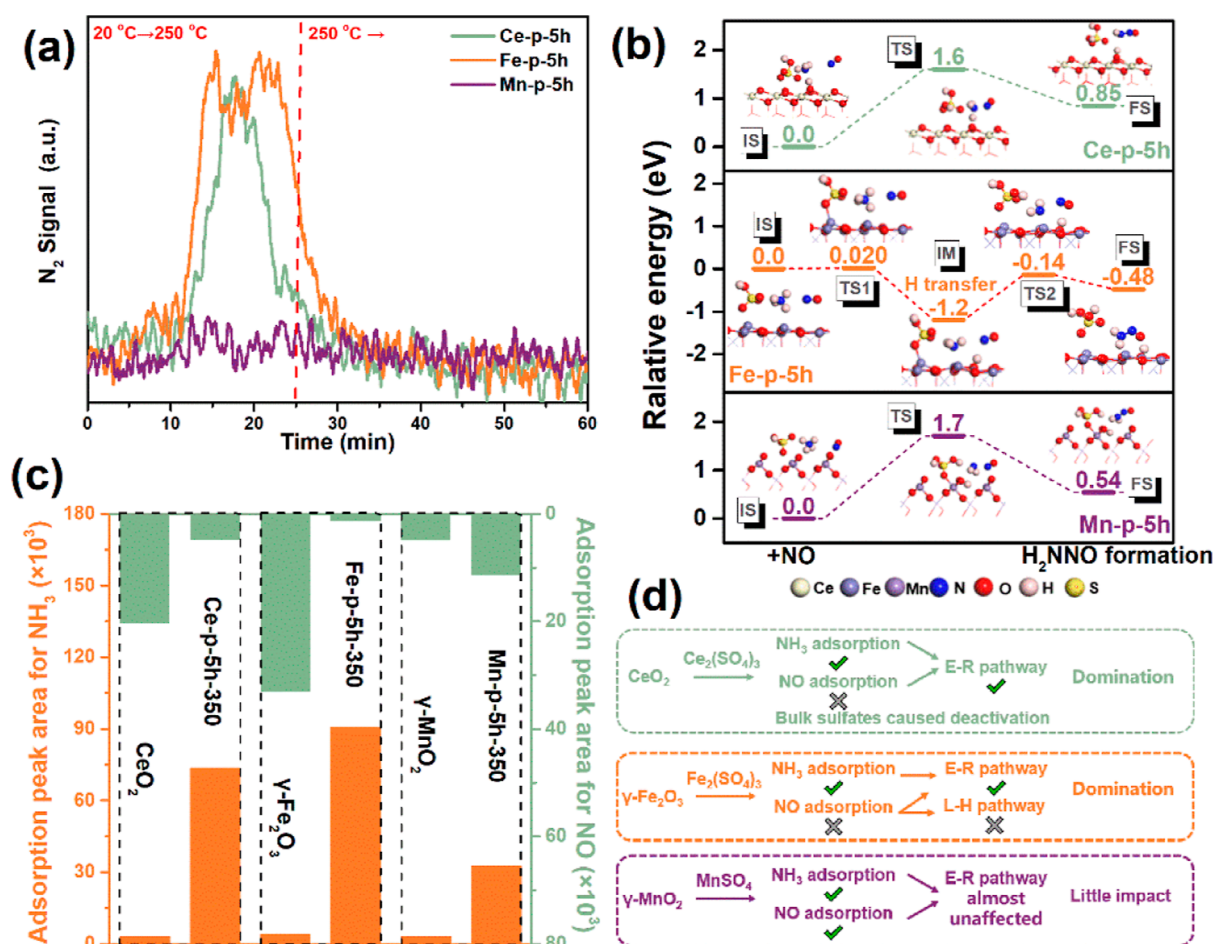 (a)
20 °C→250 °C
250 °C →
Ce-p-5h
Fe-p-5h
Mn-p-5h
N₂ Signal (a.u.)
0 10 20 30 40 50 60
Time (min)
(b)
Ralative energy (eV)
2
1
0
IS
0.0
TS
1.6
0.85
FS
Ce-p-5h
2
1
0
-1
-2
IS
0.0
0.020
TS1
IM
H transfer
-1.2
-0.14
TS2
FS
-0.48
Fe-p-5h
2
1
0
IS
0.0
TS
1.7
0.54
FS
Mn-p-5h
+NO
H₂NNO formation
Ce Fe Mn N O H S
(c)
Adsorption peak area for NH₃ (×10³)
180
150
120
90
60
30
0
CeO₂
Ce-p-5h-350
γ-Fe₂O₃
Fe-p-5h-350
γ-MnO₂
Mn-p-5h-350
0
20
40
60
80
Adsorption peak area for NO (×10³)
(d)
CeO₂
Ce₂(SO₄)₃
NH₃ adsorption
NO adsorption
E-R pathway
Domination
Bulk sulfates caused deactivation
γ-Fe₂O₃
Fe₂(SO₄)₃
NH₃ adsorption
E-R pathway
NO adsorption
L-H pathway
Domination
γ-MnO₂
MnSO₄
NH₃ adsorption
NO adsorption
E-R pathway
almost
unaffected
Little impact